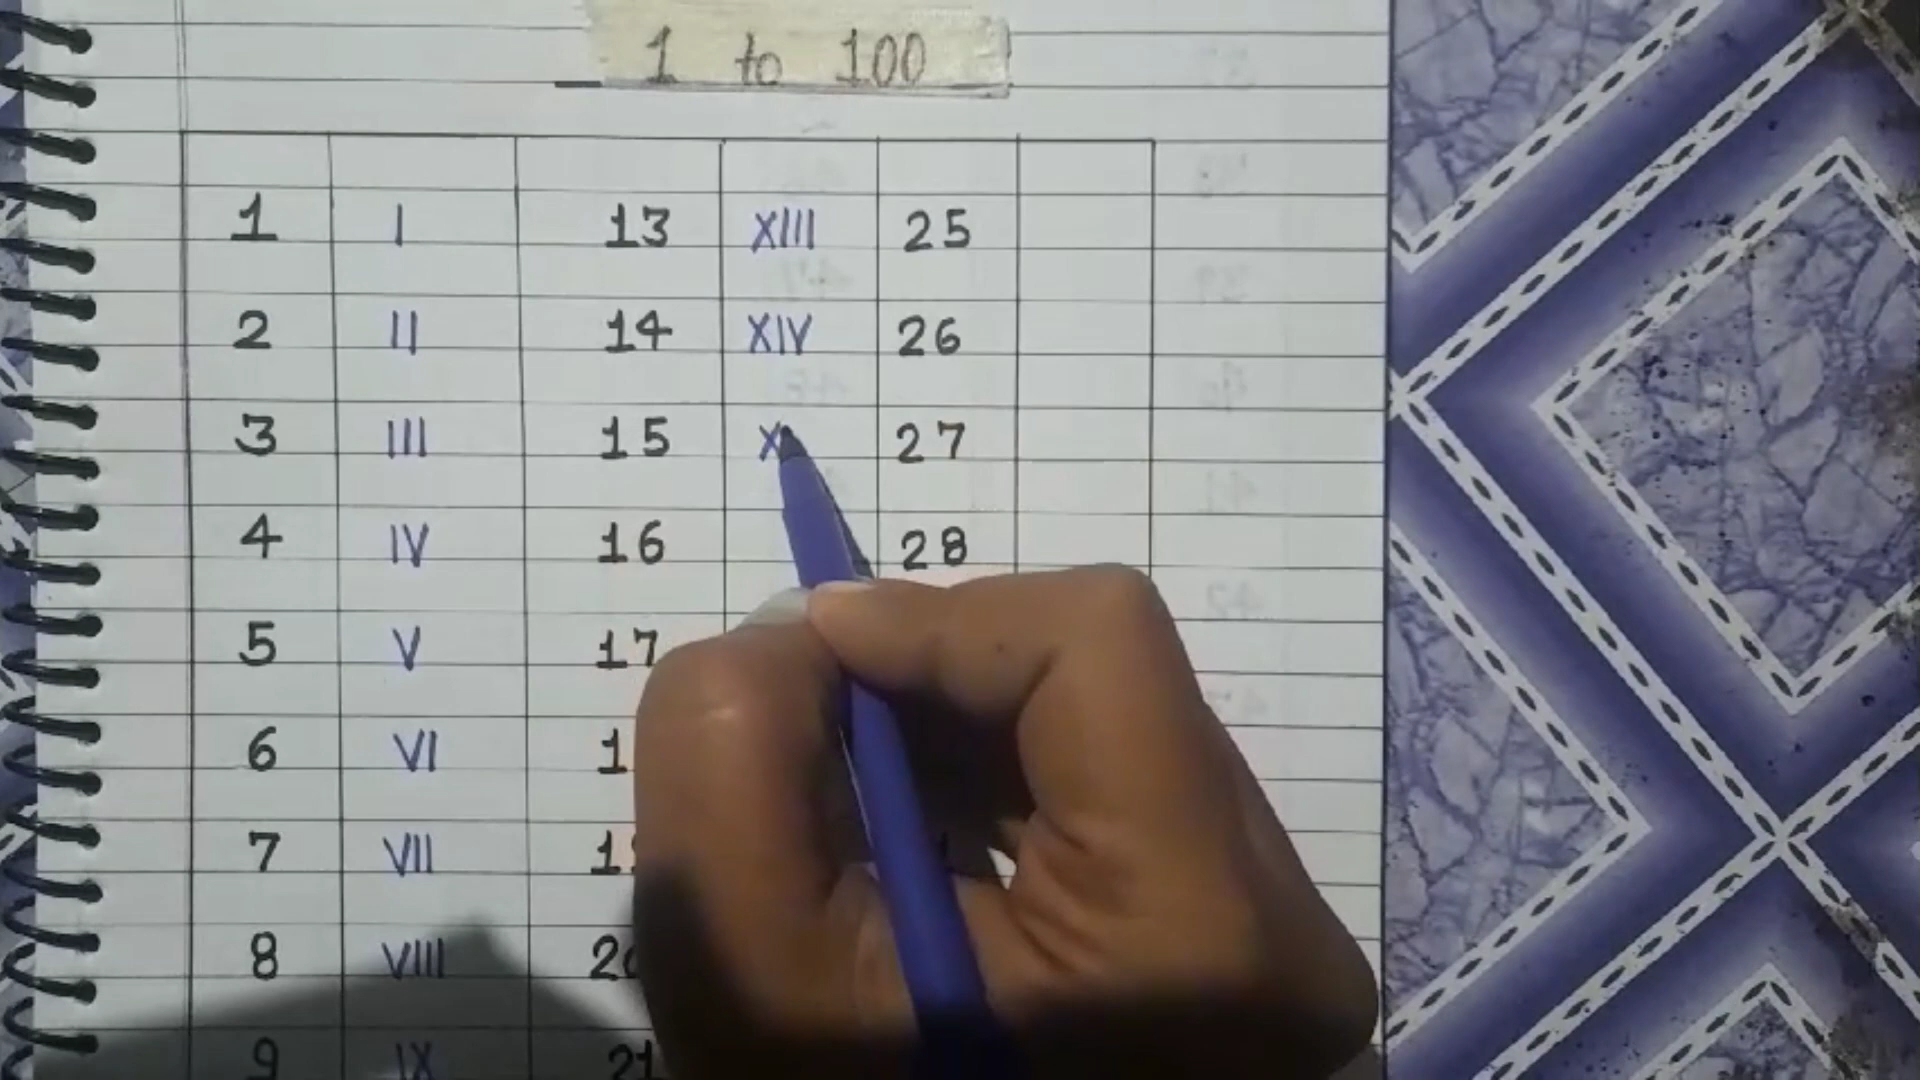 1 to 100
1 I 13 XIII 25
2 II 14 XIV 26
3 III 15 X 27
4 IV 16 28
5 V 17
6 VI
7 VII
8 VIII
9 IX 21